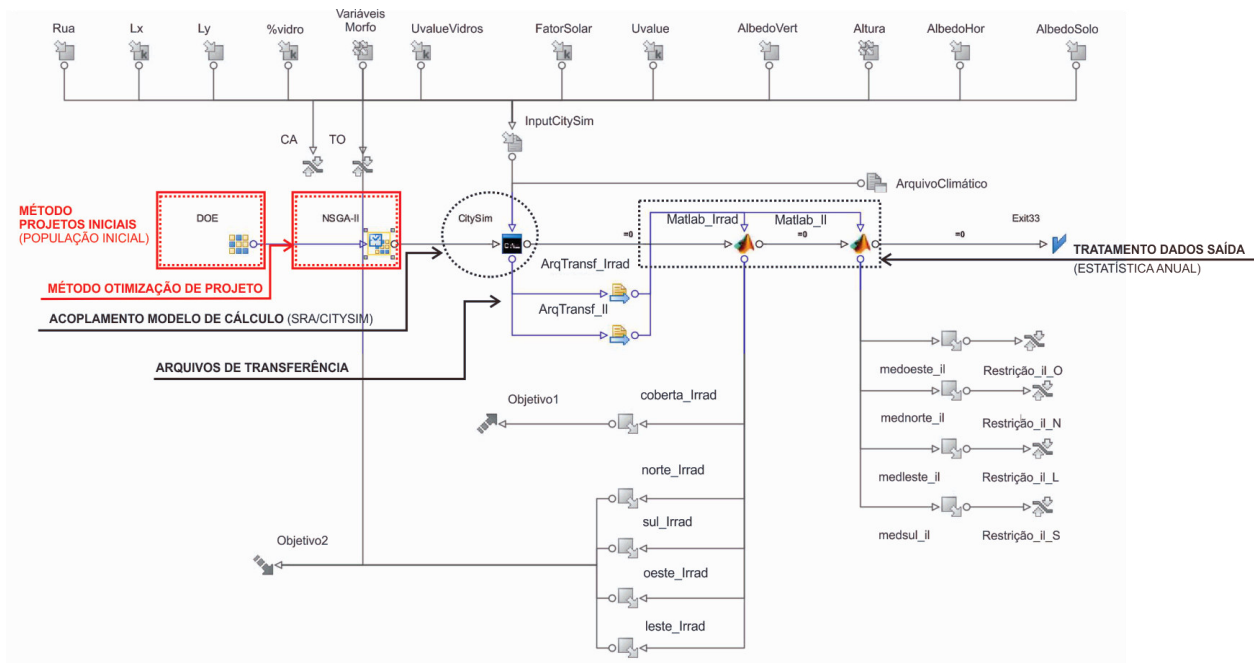 Rua
Lx
Ly
%vidro
Variáveis
Morfo
UvalueVidros
FatorSolar
Uvalue
AlbedoVert
Altura
AlbedoHor
AlbedoSolo
k
k
k
k
k
k
InputCitySim
CA
TO
ArquivoClimático
MÉTODO
PROJETOS INICIAIS
(POPULAÇÃO INICIAL)
DOE
NSGA-II
CitySim
C:\...
=0
Matlab_Irrad
=0
Matlab_Il
=0
Exit33
TRATAMENTO DADOS SAÍDA
(ESTATÍSTICA ANUAL)
ArqTransf_Irrad
MÉTODO OTIMIZAÇÃO DE PROJETO
ArqTransf_Il
ACOPLAMENTO MODELO DE CÁLCULO (SRA/CITYSIM)
ARQUIVOS DE TRANSFERÊNCIA
medoeste_il
Restrição_il_O
mednorte_il
Restrição_il_N
medleste_il
Restrição_il_L
medsul_il
Restrição_il_S
Objetivo1
coberta_Irrad
norte_Irrad
sul_Irrad
Objetivo2
oeste_Irrad
leste_Irrad